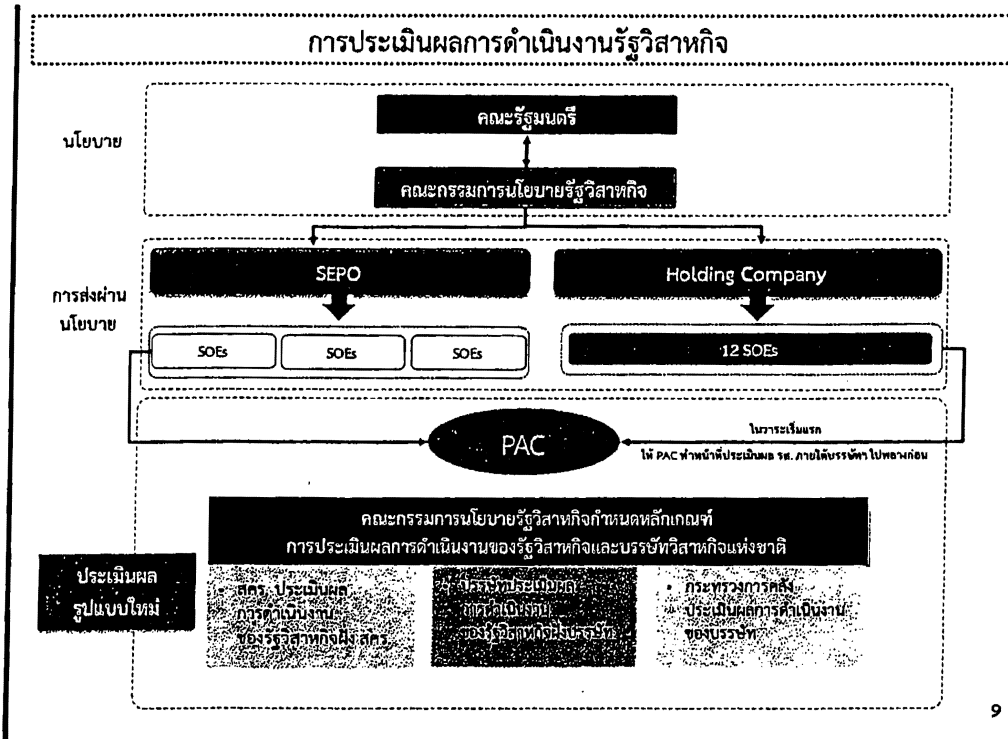 การประเมินผลการดำเนินงานรัฐวิสาหกิจ
นโยบาย
คณะรัฐมนตรี
คณะกรรมการนโยบายรัฐวิสาหกิจ
การส่งผ่าน
นโยบาย
SEPO
Holding Company
SOEs
SOEs
SOEs
12 SOEs
PAC
ในวาระเริ่มแรก
ให้ PAC ทำหน้าที่ประเมินผล รส. ภายใต้บรรษัทฯ ไปพลางก่อน
ประเมินผล
รูปแบบใหม่
คณะกรรมการนโยบายรัฐวิสาหกิจกำหนดหลักเกณฑ์
การประเมินผลการดำเนินงานของรัฐวิสาหกิจและบรรษัทวิสาหกิจแห่งชาติ
• สคร. ประเมินผล
การดำเนินงาน
ของรัฐวิสาหกิจฝั่ง สคร.
• บรรษัทประเมินผล
การดำเนินงาน
ของรัฐวิสาหกิจฝั่งบรรษัท
• กระทรวงการคลัง
ประเมินผลการดำเนินงาน
ของบรรษัท
9